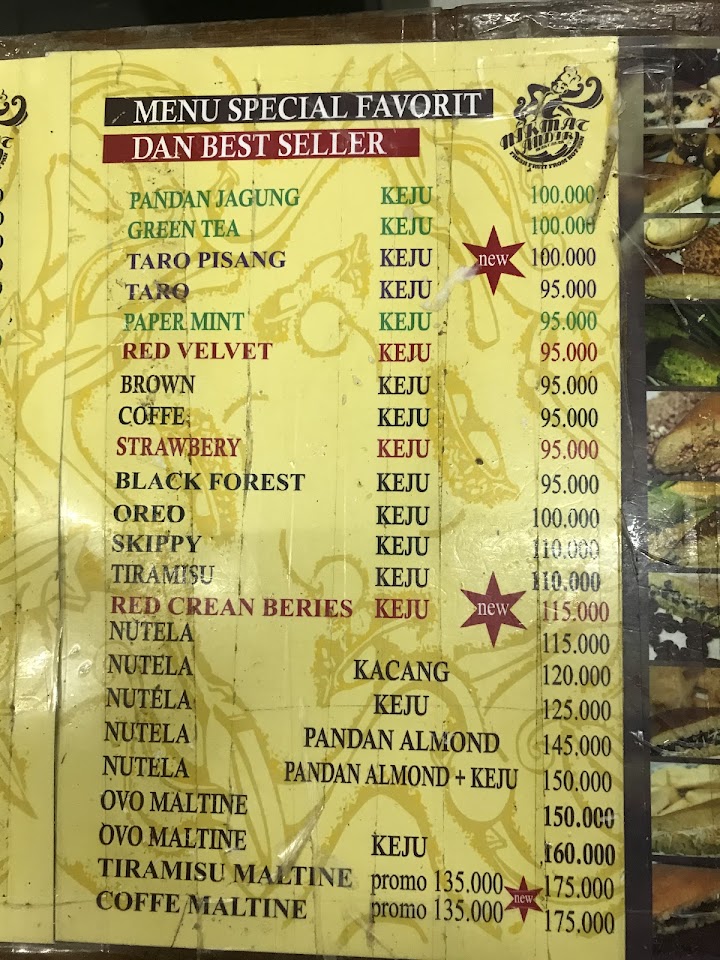 MENU SPECIAL FAVORIT
DAN BEST SELLER
NIKMAT
ANDIR
PANDAN JAGUNG KEJU 100.000
GREEN TEA KEJU 100.000
TARO PISANG KEJU new 100.000
TARO KEJU 95.000
PAPER MINT KEJU 95.000
RED VELVET KEJU 95.000
BROWN KEJU 95.000
COFFE KEJU 95.000
STRAWBERY KEJU 95.000
BLACK FOREST KEJU 95.000
OREO KEJU 100.000
SKIPPY KEJU 110.000
TIRAMISU KEJU 110.000
RED CREAN BERIES KEJU new 115.000
NUTELA 115.000
NUTELA KACANG 120.000
NUTELA KEJU 125.000
NUTELA PANDAN ALMOND 145.000
NUTELA PANDAN ALMOND + KEJU 150.000
OVO MALTINE 150.000
OVO MALTINE KEJU 160.000
TIRAMISU MALTINE promo 135.000 175.000
COFFE MALTINE promo 135.000 new 175.000